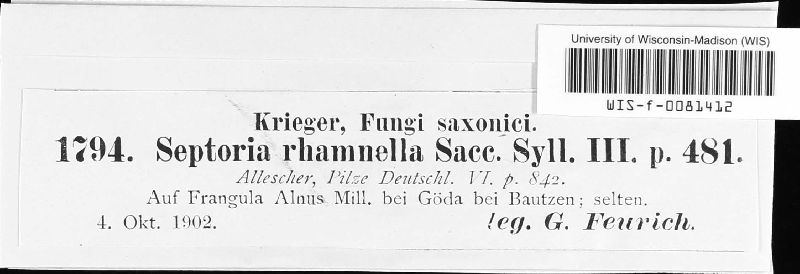 University of Wisconsin-Madison (WIS)
WIS-f-0081412
Krieger, Fungi saxonici.
1794. Septoria rhamnella Sacc. Syll. III. p. 481.
Allescher, Pilze Deutschl. VI. p. 842.
Auf Frangula Alnus Mill. bei Göda bei Bautzen; selten.
4. Okt. 1902. leg. G. Feurich.